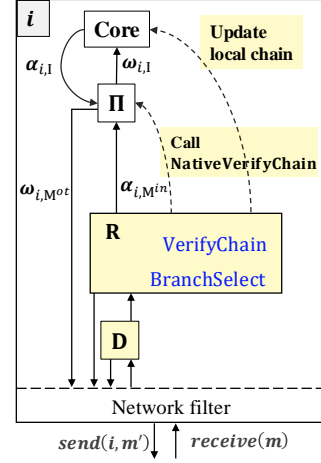 i
Core
Update
local chain
α_{i,I}
ω_{i,I}
Π
Call
NativeVerifyChain
ω_{i,M^{ot}}
α_{i,M^{in}}
R
VerifyChain
BranchSelect
D
Network filter
send(i, m′)
receive(m)